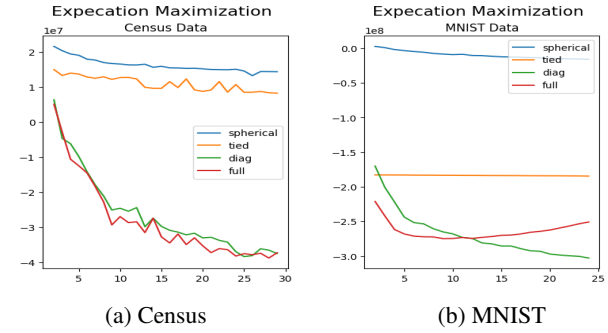 Expecation Maximization
Census Data
1e7
2
1
0
−1
−2
−3
−4
0
5
10
15
20
25
30
spherical
tied
diag
full
(a) Census
Expecation Maximization
MNIST Data
1e8
0.0
−0.5
−1.0
−1.5
−2.0
−2.5
−3.0
5
10
15
20
25
spherical
tied
diag
full
(b) MNIST